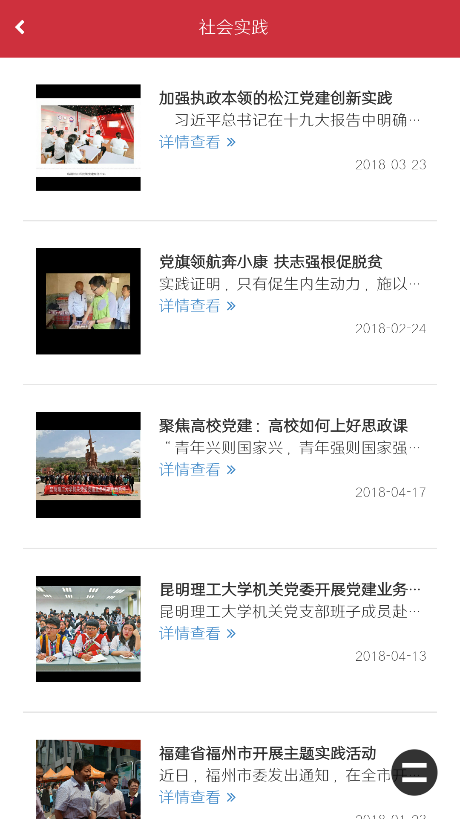 社会实践
加强执政本领的松江党建创新实践
习近平总书记在十九大报告中明确…
详情查看 »
2018-03-23
党旗领航奔小康 扶志强根促脱贫
实践证明，只有促生内生动力，施以…
详情查看 »
2018-02-24
聚焦高校党建：高校如何上好思政课
“青年兴则国家兴，青年强则国家强…
详情查看 »
2018-04-17
昆明理工大学机关党委开展党建业务…
昆明理工大学机关党支部班子成员赴…
详情查看 »
2018-04-13
福建省福州市开展主题实践活动
近日，福州市委发出通知，在全市开…
详情查看 »
2018-01-23